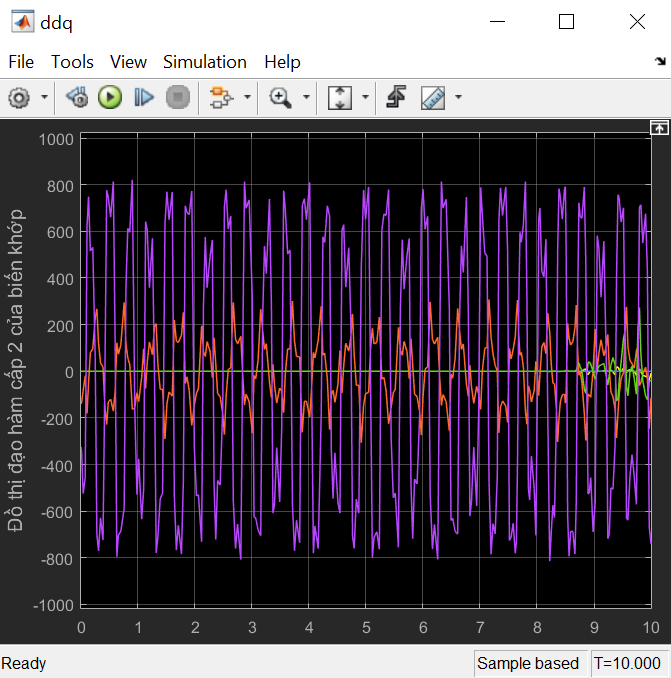 ddq
File Tools View Simulation Help
1000
800
600
400
200
0
-200
-400
-600
-800
-1000
Đồ thị đạo hàm cấp 2 của biến khớp
0 1 2 3 4 5 6 7 8 9 10
Ready Sample based T=10.000